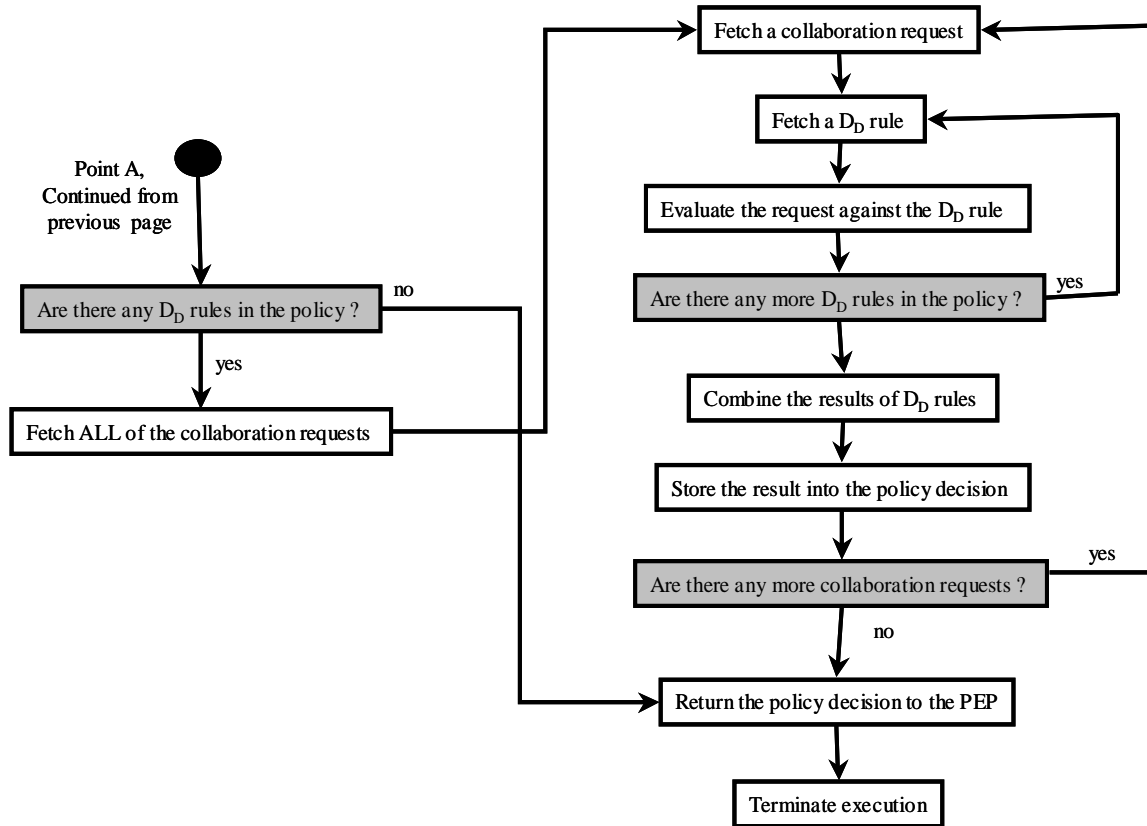 Point A,
Continued from
previous page
Are there any D_D rules in the policy ?
no
yes
Fetch ALL of the collaboration requests
Fetch a collaboration request
Fetch a D_D rule
Evaluate the request against the D_D rule
Are there any more D_D rules in the policy ?
yes
Combine the results of D_D rules
Store the result into the policy decision
Are there any more collaboration requests ?
yes
no
Return the policy decision to the PEP
Terminate execution